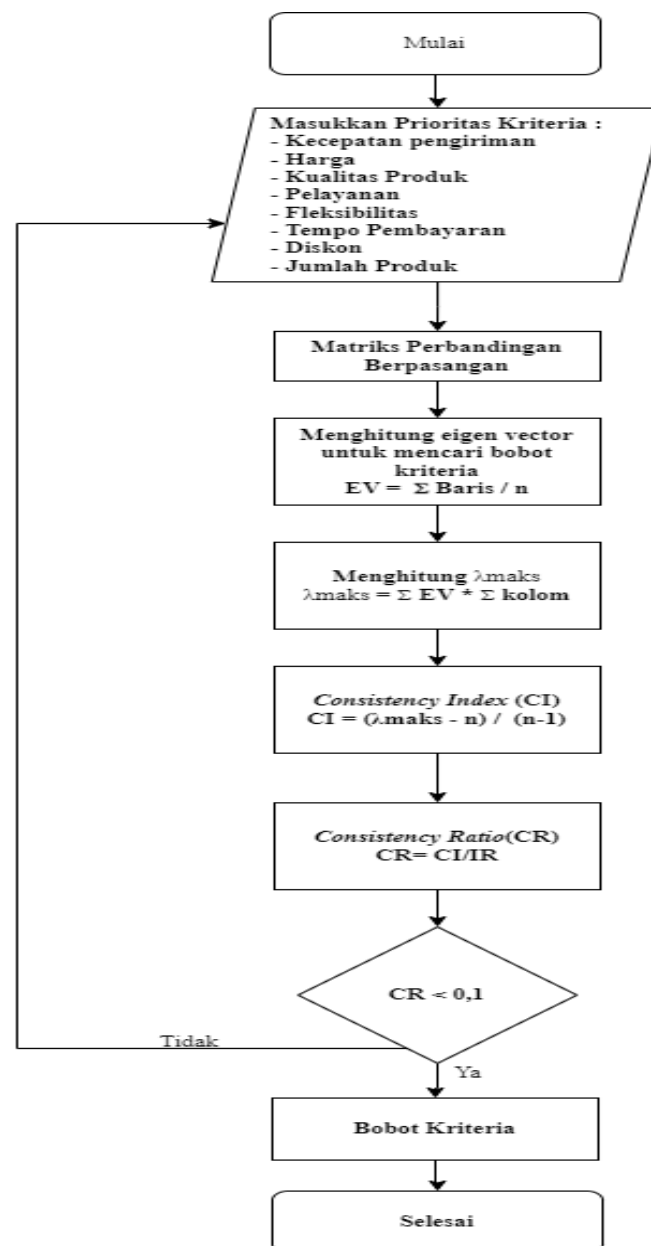 Mulai
Masukkan Prioritas Kriteria :
- Kecepatan pengiriman
- Harga
- Kualitas Produk
- Pelayanan
- Fleksibilitas
- Tempo Pembayaran
- Diskon
- Jumlah Produk
Matriks Perbandingan
Berpasangan
Menghitung eigen vector
untuk mencari bobot
kriteria
EV = Σ Baris / n
Menghitung λmaks
λmaks = Σ EV * Σ kolom
Consistency Index (CI)
CI = (λmaks - n) / (n-1)
Consistency Ratio(CR)
CR= CI/IR
CR < 0,1
Tidak
Ya
Bobot Kriteria
Selesai